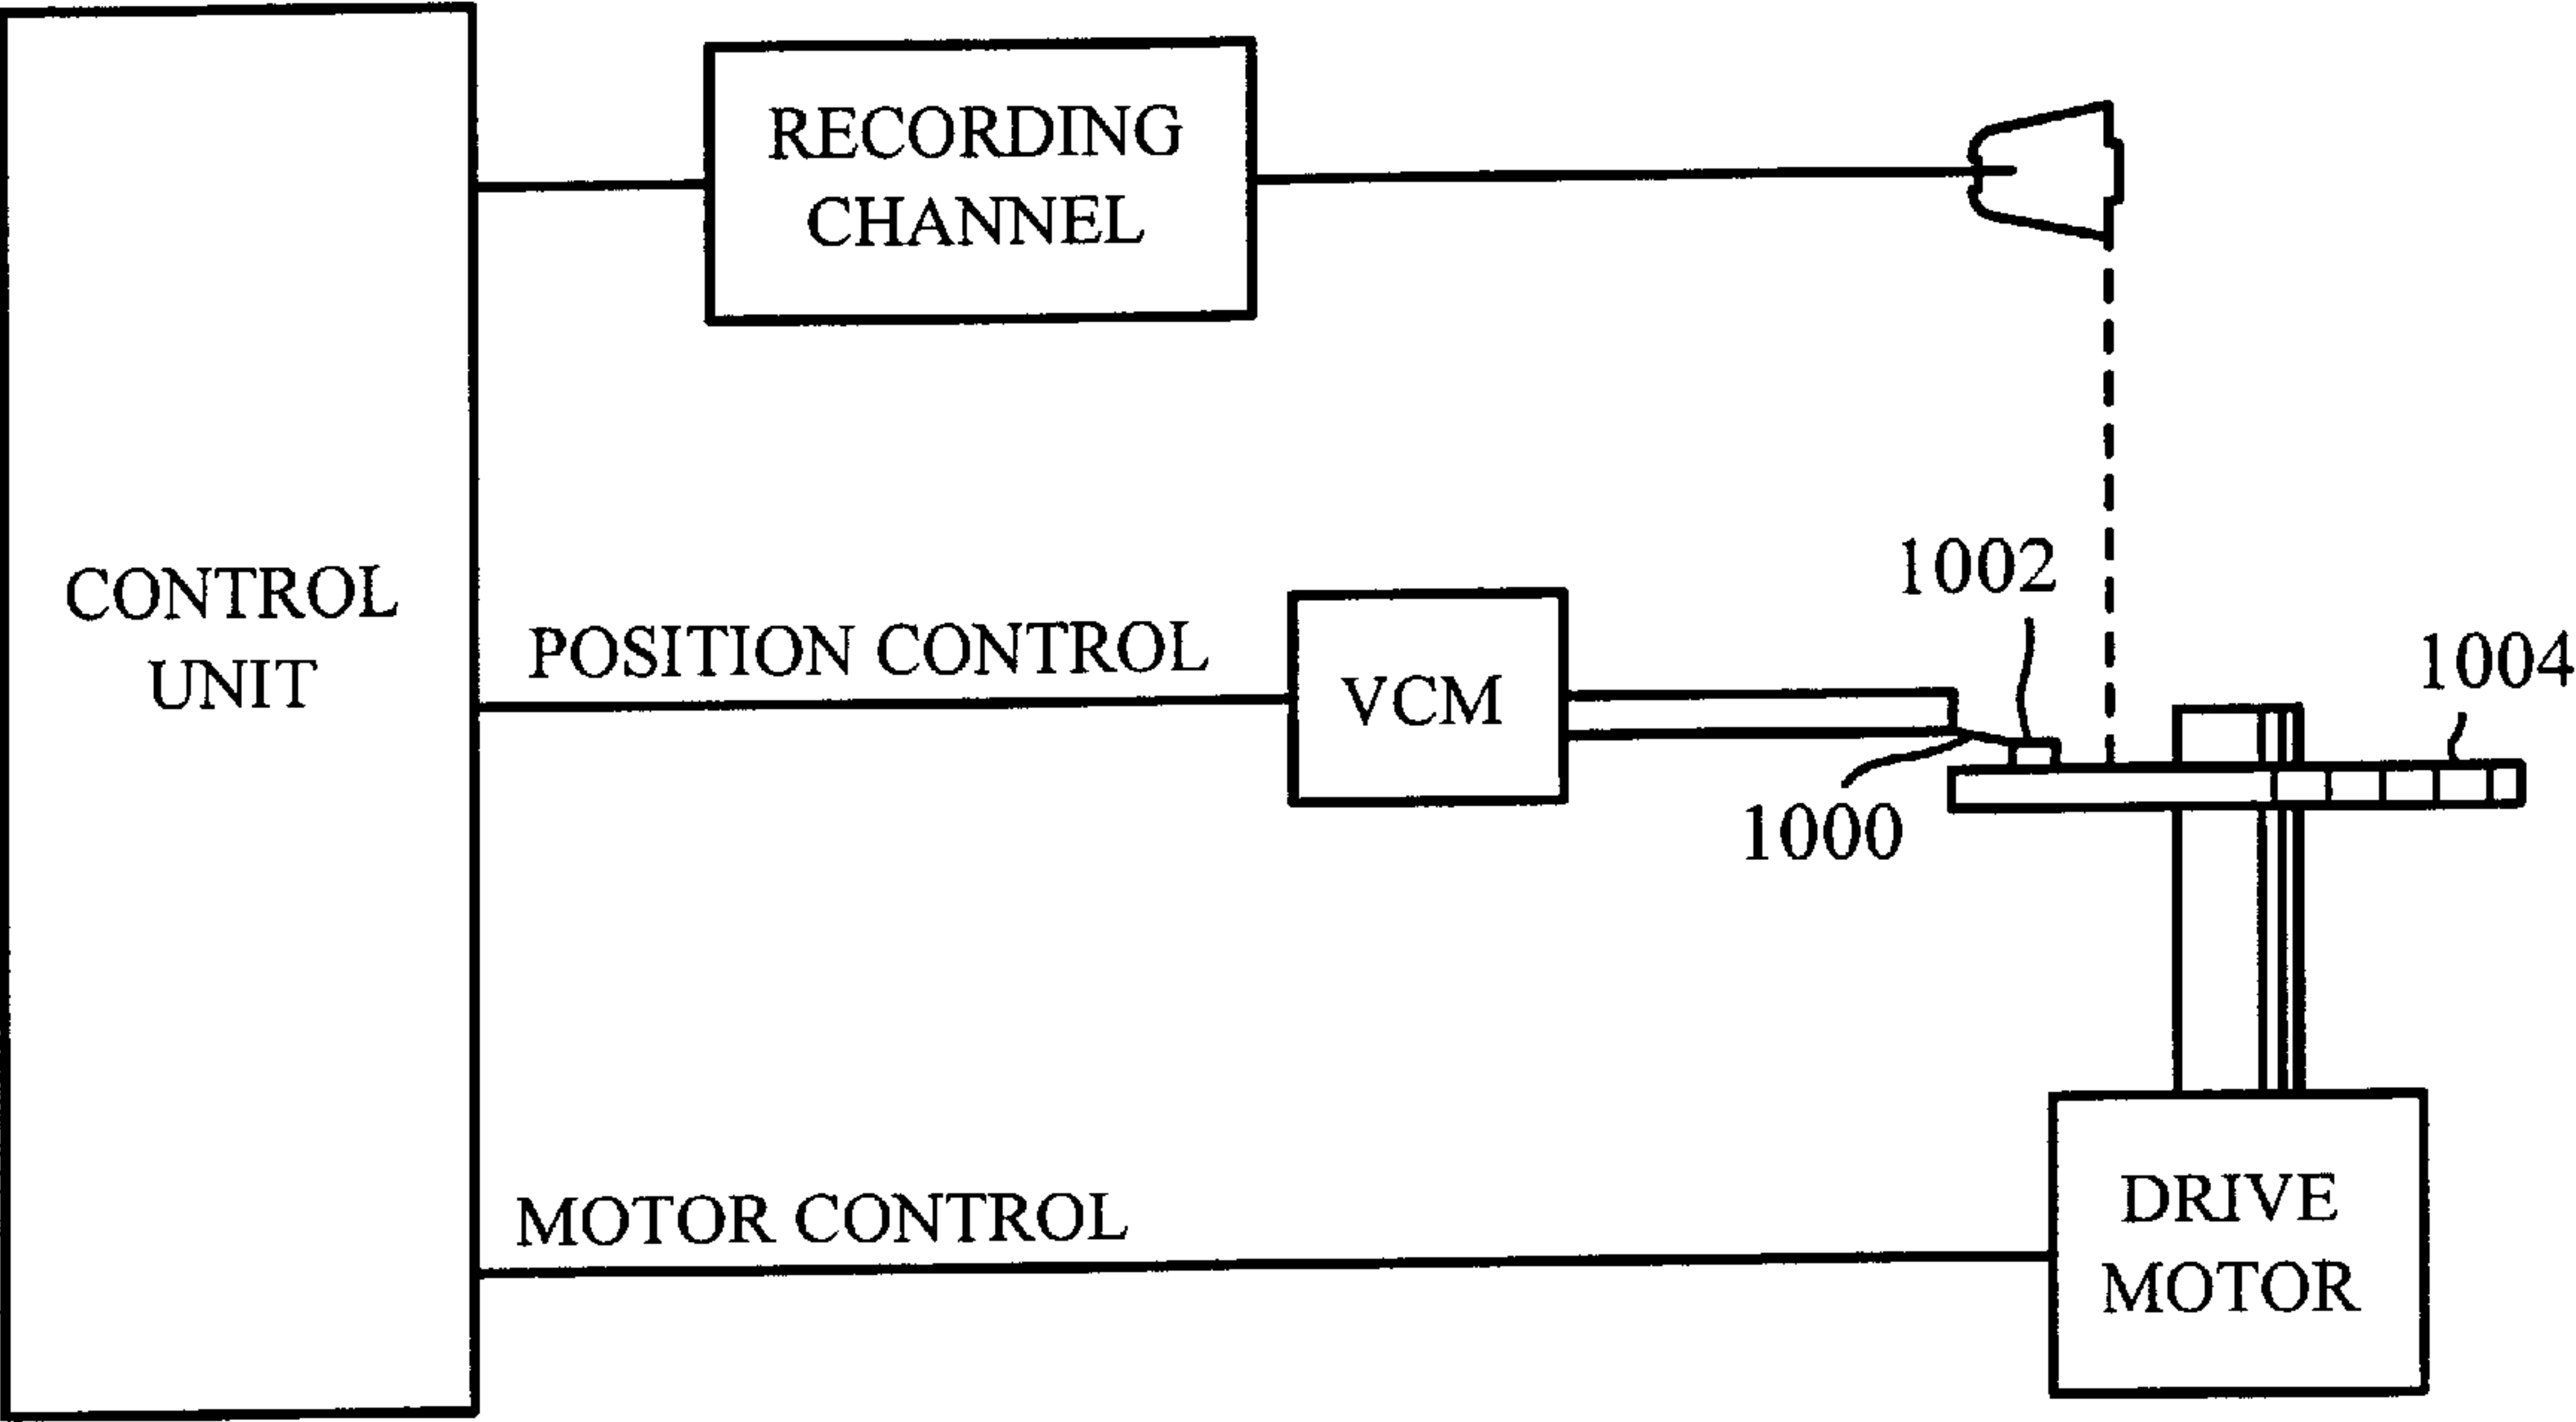 RECORDING
CHANNEL
CONTROL
UNIT
POSITION CONTROL
VCM
1002
1004
1000
MOTOR CONTROL
DRIVE
MOTOR